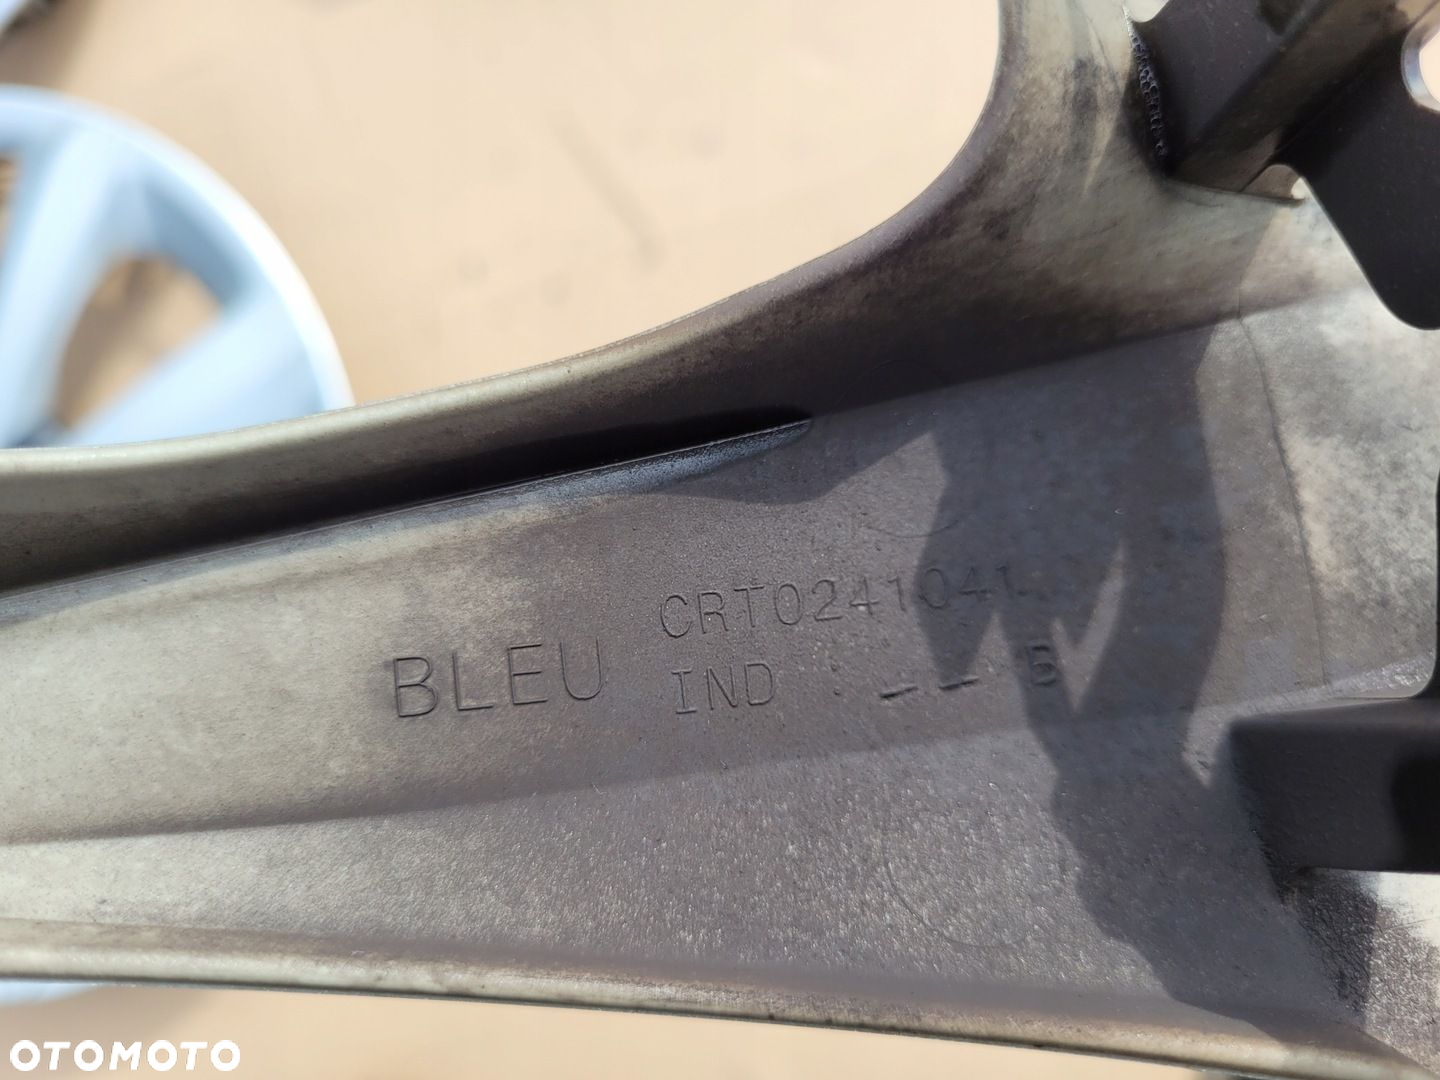 CRT0241041
BLEU
IND : _ _ B
OTOMOTO